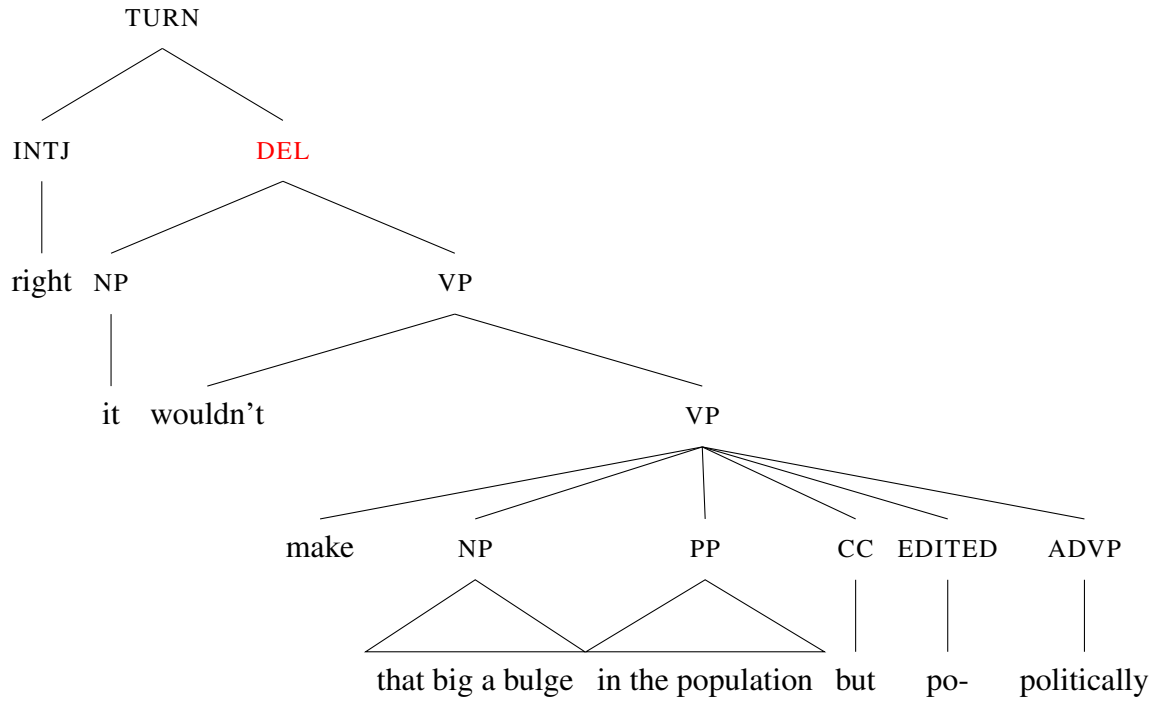 TURN
INTJ DEL
right NP VP
it wouldn't VP
make NP PP CC EDITED ADVP
that big a bulge in the population but po- politically